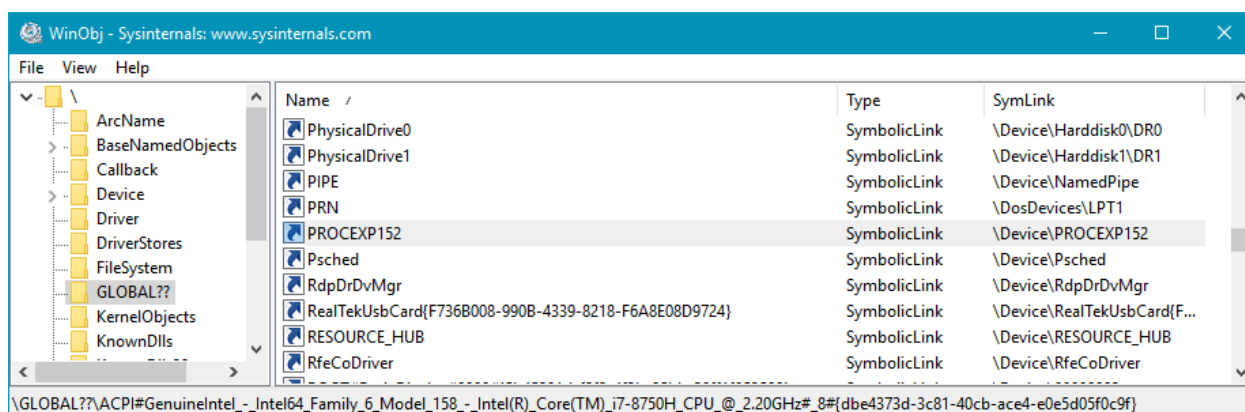 WinObj - Sysinternals: www.sysinternals.com
File View Help
\
ArcName
BaseNamedObjects
Callback
Device
Driver
DriverStores
FileSystem
GLOBAL??
KernelObjects
KnownDlls
Name Type SymLink
PhysicalDrive0 SymbolicLink \Device\Harddisk0\DR0
PhysicalDrive1 SymbolicLink \Device\Harddisk1\DR1
PIPE SymbolicLink \Device\NamedPipe
PRN SymbolicLink \DosDevices\LPT1
PROCEXP152 SymbolicLink \Device\PROCEXP152
Psched SymbolicLink \Device\Psched
RdpDrDvMgr SymbolicLink \Device\RdpDrDvMgr
RealTekUsbCard{F736B008-990B-4339-8218-F6A8E08D9724} SymbolicLink \Device\RealTekUsbCard{F...
RESOURCE_HUB SymbolicLink \Device\RESOURCE_HUB
RfeCoDriver SymbolicLink \Device\RfeCoDriver
\GLOBAL??\ACPI#GenuineIntel_-_Intel64_Family_6_Model_158_-_Intel(R)_Core(TM)_i7-8750H_CPU_@_2.20GHz#_8#{dbe4373d-3c81-40cb-ace4-e0e5d05f0c9f}